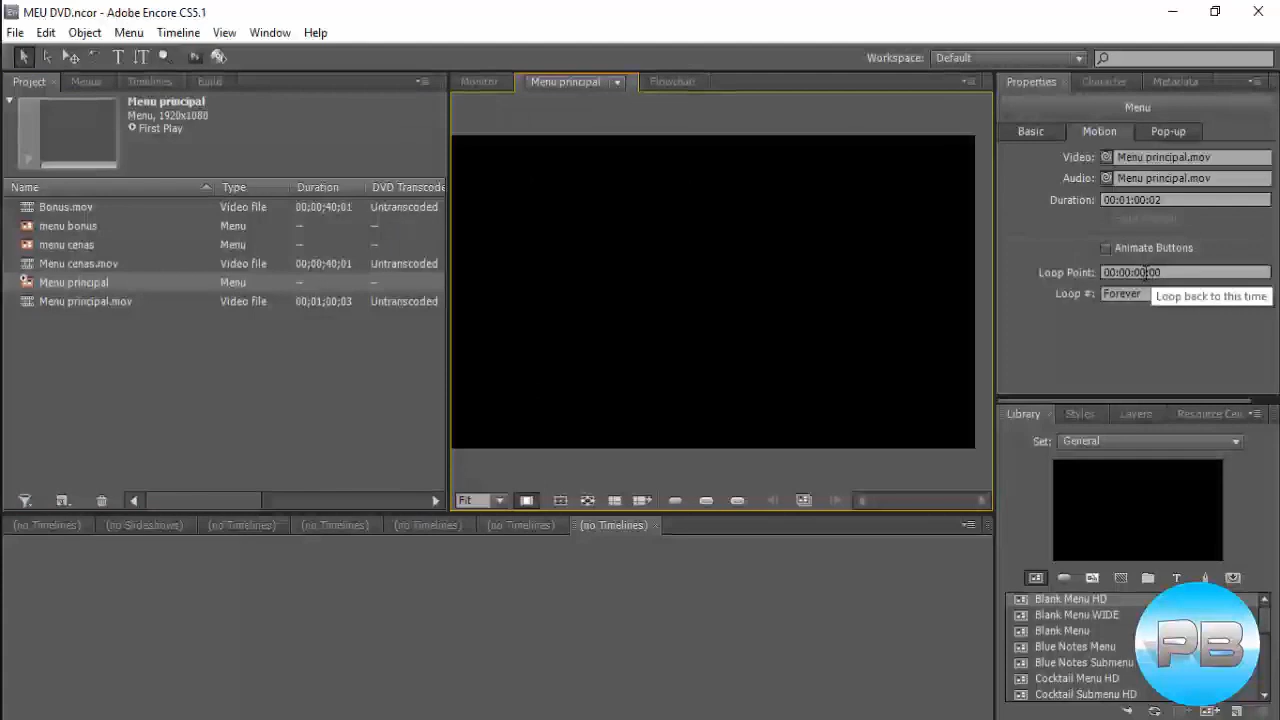 MEU DVD.ncor - Adobe Encore CS5.1
File Edit Object Menu Timeline View Window Help
Workspace: Default
Project Menus Timelines Build
Monitor Menu principal Flowchart
Properties Character Metadata
Menu principal
Menu, 1920x1080
First Play
Menu
Basic Motion Pop-up
Video: Menu principal.mov
Audio: Menu principal.mov
Duration: 00:01:00:02
Animate Buttons
Loop Point: 00:00:00:00
Loop #: Forever
Loop back to this time
Name Type Duration DVD Transcod
Bonus.mov Video file 00;00;40;01 Untranscoded
menu bonus Menu --
menu cenas Menu --
Menu cenas.mov Video file 00;00;40;01 Untranscoded
Menu principal Menu --
Menu principal.mov Video file 00;01;00;03 Untranscoded
Fit
(no Timelines) (no Slideshows) (no Timelines) (no Timelines) (no Timelines) (no Timelines) (no Timelines)
Library Styles Layers Resource Cen
Set: General
Blank Menu HD
Blank Menu WIDE
Blank Menu
Blue Notes Menu
Blue Notes Submenu
Cocktail Menu HD
Cocktail Submenu HD
PB